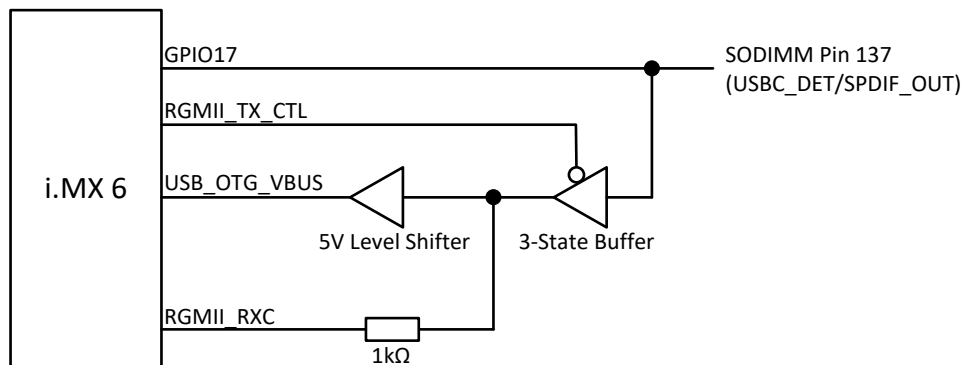 GPIO17
SODIMM Pin 137
(USBC_DET/SPDIF_OUT)
RGMII_TX_CTL
i.MX 6
USB_OTG_VBUS
5V Level Shifter
3-State Buffer
RGMII_RXC
1kΩ